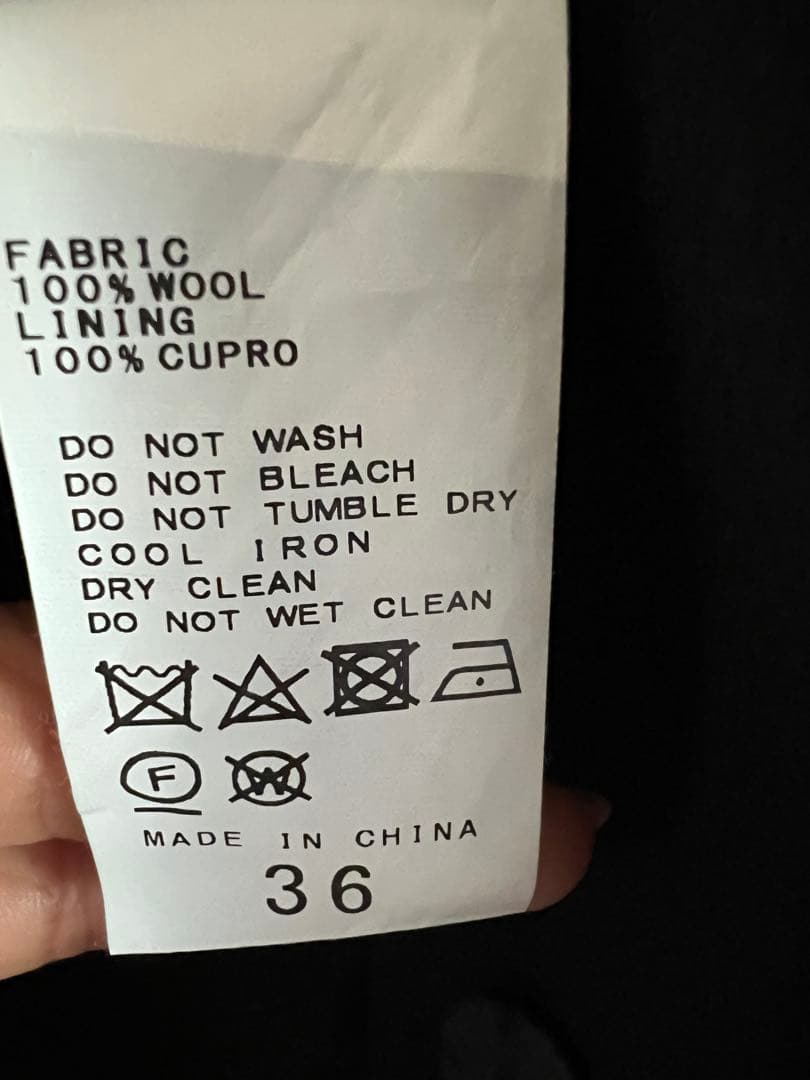 FABRIC
100% WOOL
LINING
100% CUPRO
DO NOT WASH
DO NOT BLEACH
DO NOT TUMBLE DRY
COOL IRON
DRY CLEAN
DO NOT WET CLEAN
F W
MADE IN CHINA
36